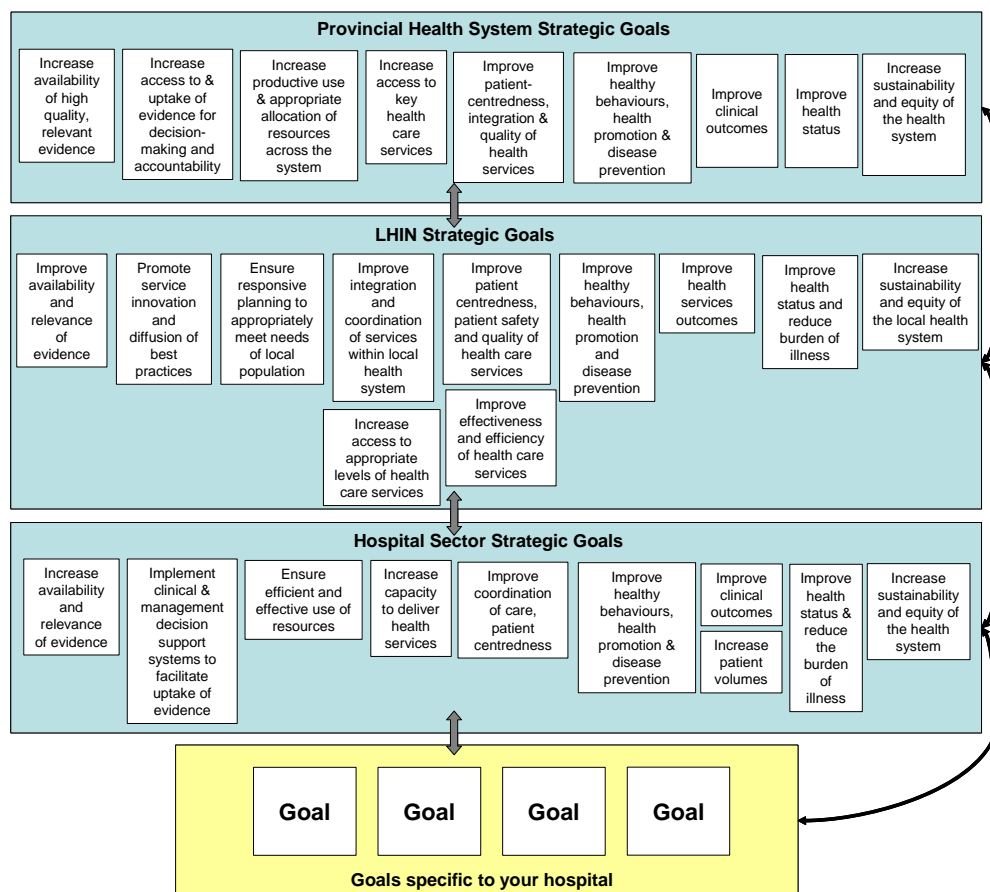 Provincial Health System Strategic Goals
Increase
availability
of high
quality,
relevant
evidence
Increase
access to &
uptake of
evidence for
decision-
making and
accountability
Increase
productive use
& appropriate
allocation of
resources
across the
system
Increase
access to
key
health
care
services
Improve
patient-
centredness,
integration &
quality of
health
services
Improve
healthy
behaviours,
health
promotion &
disease
prevention
Improve
clinical
outcomes
Improve
health
status
Increase
sustainability
and equity of
the health
system
LHIN Strategic Goals
Improve
availability
and
relevance
of evidence
Promote
service
innovation
and
diffusion of
best
practices
Ensure
responsive
planning to
appropriately
meet needs
of local
population
Improve
integration
and
coordination
of services
within local
health
system
Improve
patient
centredness,
patient safety
and quality of
health care
services
Improve
healthy
behaviours,
health
promotion
and
disease
prevention
Improve
health
services
outcomes
Improve
health
status and
reduce
burden of
illness
Increase
sustainability
and equity of
the local health
system
Increase
access to
appropriate
levels of health
care services
Improve
effectiveness
and efficiency
of health care
services
Hospital Sector Strategic Goals
Increase
availability
and
relevance
of evidence
Implement
clinical &
management
decision
support
systems to
facilitate
uptake of
evidence
Ensure
efficient and
effective use of
resources
Increase
capacity
to deliver
health
services
Improve
coordination
of care,
patient
centredness
Improve
healthy
behaviours,
health
promotion &
disease
prevention
Improve
clinical
outcomes
Increase
patient
volumes
Improve
health
status &
reduce
the
burden
of
illness
Increase
sustainability
and equity of
the health
system
Goal
Goal
Goal
Goal
Goals specific to your hospital